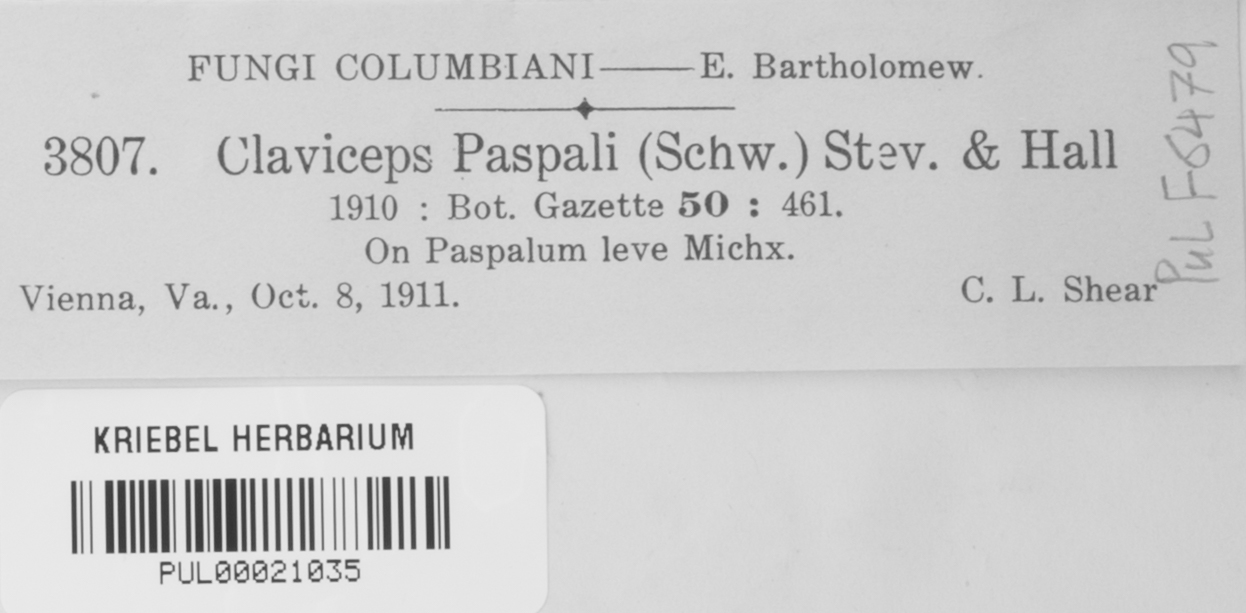 FUNGI COLUMBIANI——E. Bartholomew.
3807. Claviceps Paspali (Schw.) Stev. & Hall
1910 : Bot. Gazette 50 : 461.
On Paspalum leve Michx.
Vienna, Va., Oct. 8, 1911. C. L. Shear
PUL F6479
KRIEBEL HERBARIUM
PUL00021035